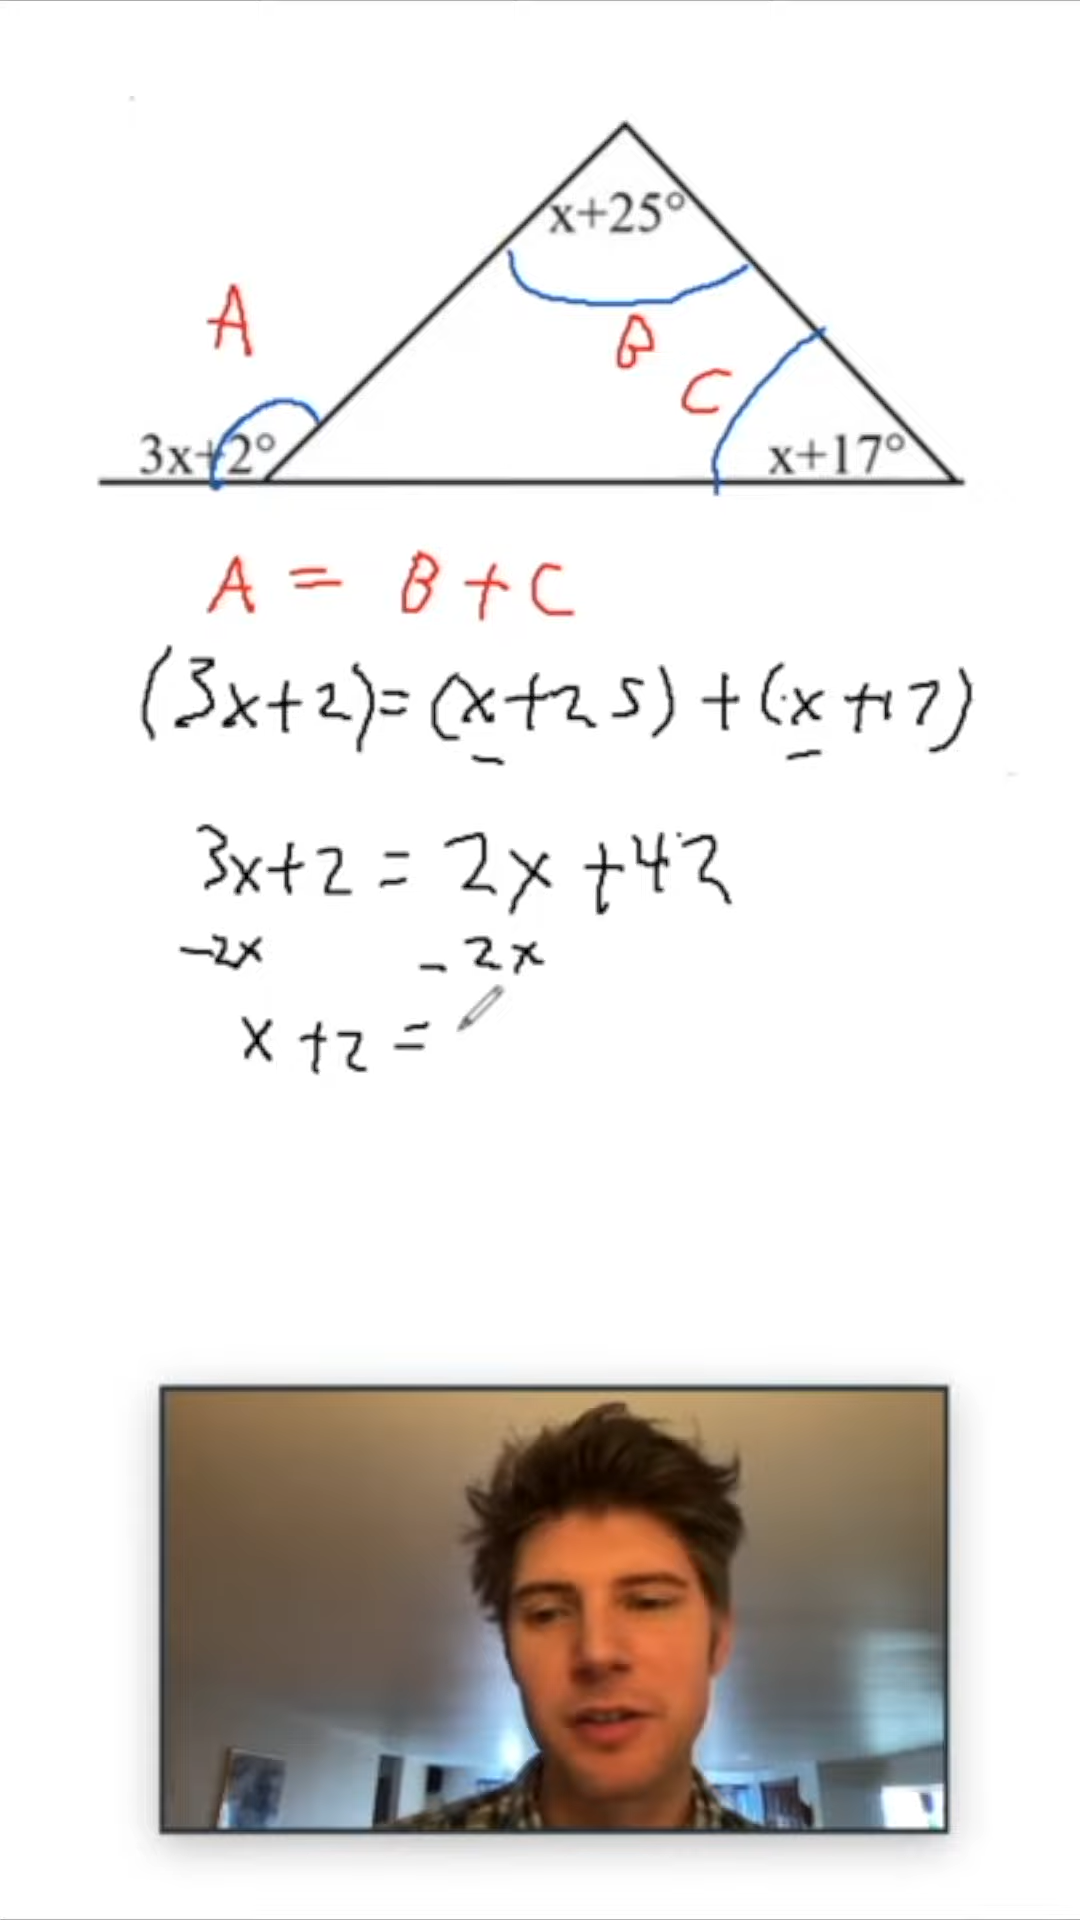 x+25°
A
B
C
3x+2°
x+17°
A = B + C
(3x+2)=(x+25)+(x+17)
3x+2 = 2x +42
-2x - 2x
x +2 =